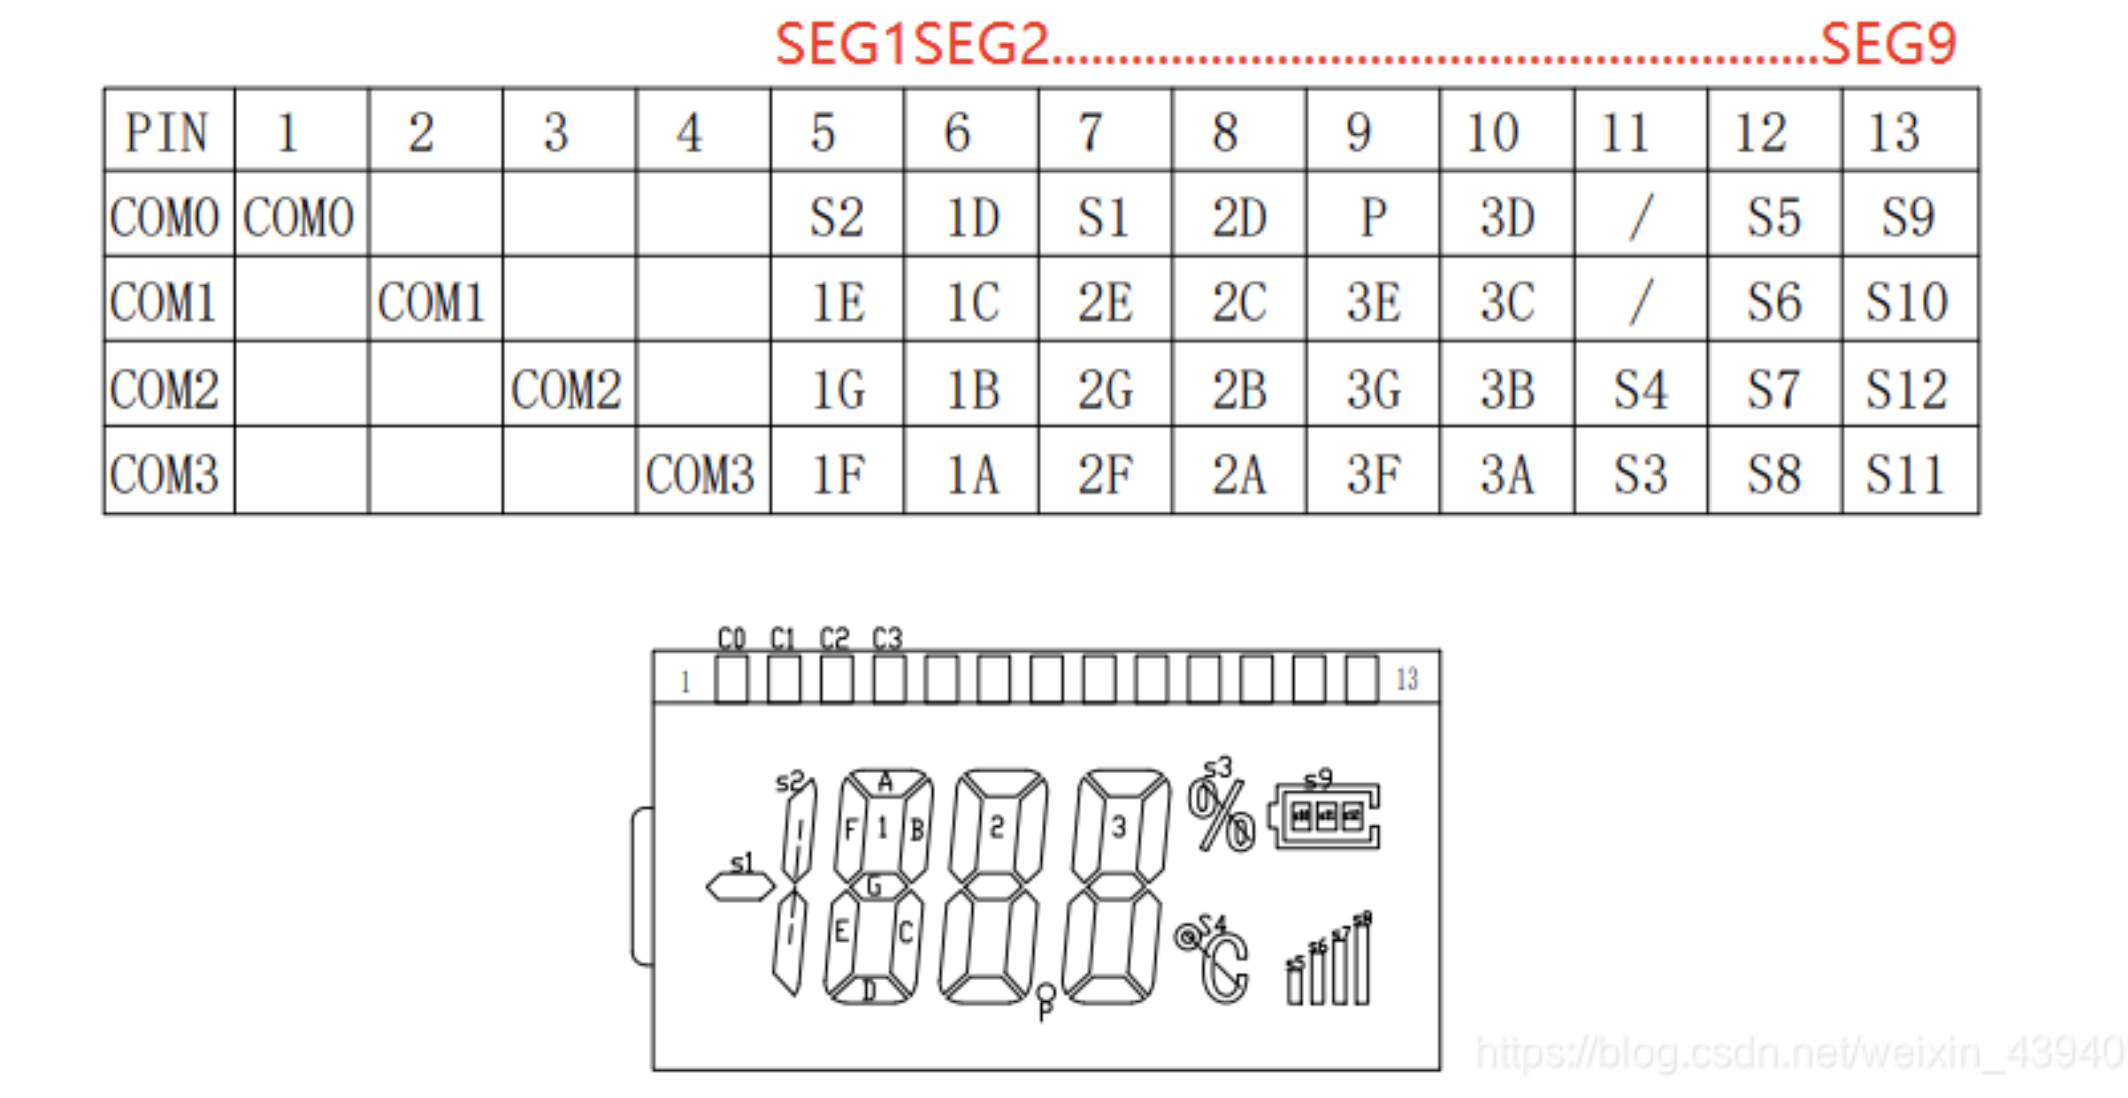 SEG1SEG2..........................................................SEG9
PIN 1 2 3 4 5 6 7 8 9 10 11 12 13
COM0 COM0 S2 1D S1 2D P 3D / S5 S9
COM1 COM1 1E 1C 2E 2C 3E 3C / S6 S10
COM2 COM2 1G 1B 2G 2B 3G 3B S4 S7 S12
COM3 COM3 1F 1A 2F 2A 3F 3A S3 S8 S11
C0 C1 C2 C3
1 13
s2 A s3 s9
F 1 B 2 3 %
s1 G
E C S4 °C s5 s6 s7 s8
D P
https://blog.csdn.net/weixin_43940